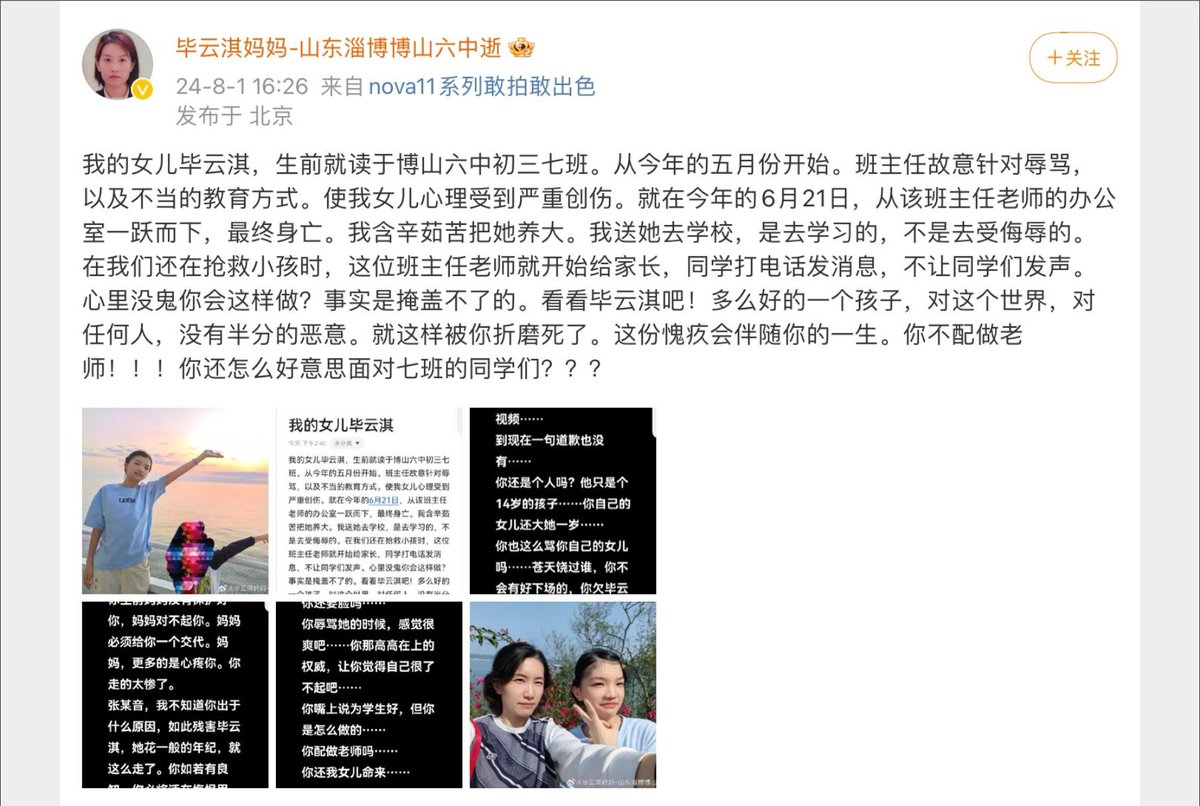 毕云淇妈妈-山东淄博博山六中逝
+关注
24-8-1 16:26 来自 nova11系列敢拍敢出色
发布于 北京
我的女儿毕云淇，生前就读于博山六中初三七班。从今年的五月份开始。班主任故意针对辱骂，
以及不当的教育方式。使我女儿心理受到严重创伤。就在今年的6月21日，从该班主任老师的办公
室一跃而下，最终身亡。我含辛茹苦把她养大。我送她去学校，是去学习的，不是去受侮辱的。
在我们还在抢救小孩时，这位班主任老师就开始给家长，同学打电话发消息，不让同学们发声。
心里没鬼你会这样做？事实是掩盖不了的。看看毕云淇吧！多么好的一个孩子，对这个世界，对
任何人，没有半分的恶意。就这样被你折磨死了。这份愧疚会伴随你的一生。你不配做老
师！！！你还怎么好意思面对七班的同学们？？？
我的女儿毕云淇
今天 下午2:40 未分类
我的女儿毕云淇，生前就读于博山六中初三七
班。从今年的五月份开始。班主任故意针对辱
骂，以及不当的教育方式。使我女儿心理受到
严重创伤。就在今年的6月21日，从该班主任
老师的办公室一跃而下，最终身亡。我含辛茹
苦把她养大。我送她去学校，是去学习的，不
是去受侮辱的。在我们还在抢救小孩时，这位
班主任老师就开始给家长，同学打电话发消
息，不让同学们发声。心里没鬼你会这样做？
事实是掩盖不了的。看看毕云淇吧！多么好的
一个孩子，对这个世界，对任何人，没有半分
视频……
到现在一句道歉也没
有……
你还是个人吗？他只是个
14岁的孩子……你自己的
女儿还大她一岁……
你也这么骂你自己的女儿
吗……苍天饶过谁，你不
会有好下场的，你欠毕云
你，妈妈对不起你。妈妈
必须给你一个交代。妈
妈，更多的是心疼你。你
走的太惨了。
张某音，我不知道你出于
什么原因，如此残害毕云
淇，她花一般的年纪，就
这么走了。你如若有良
你还要脸吗……
你辱骂她的时候，感觉很
爽吧……你那高高在上的
权威，让你觉得自己很了
不起吧……
你嘴上说为学生好，但你
是怎么做的……
你配做老师吗……
你还我女儿命来……
@毕云淇妈妈-山东淄博博山